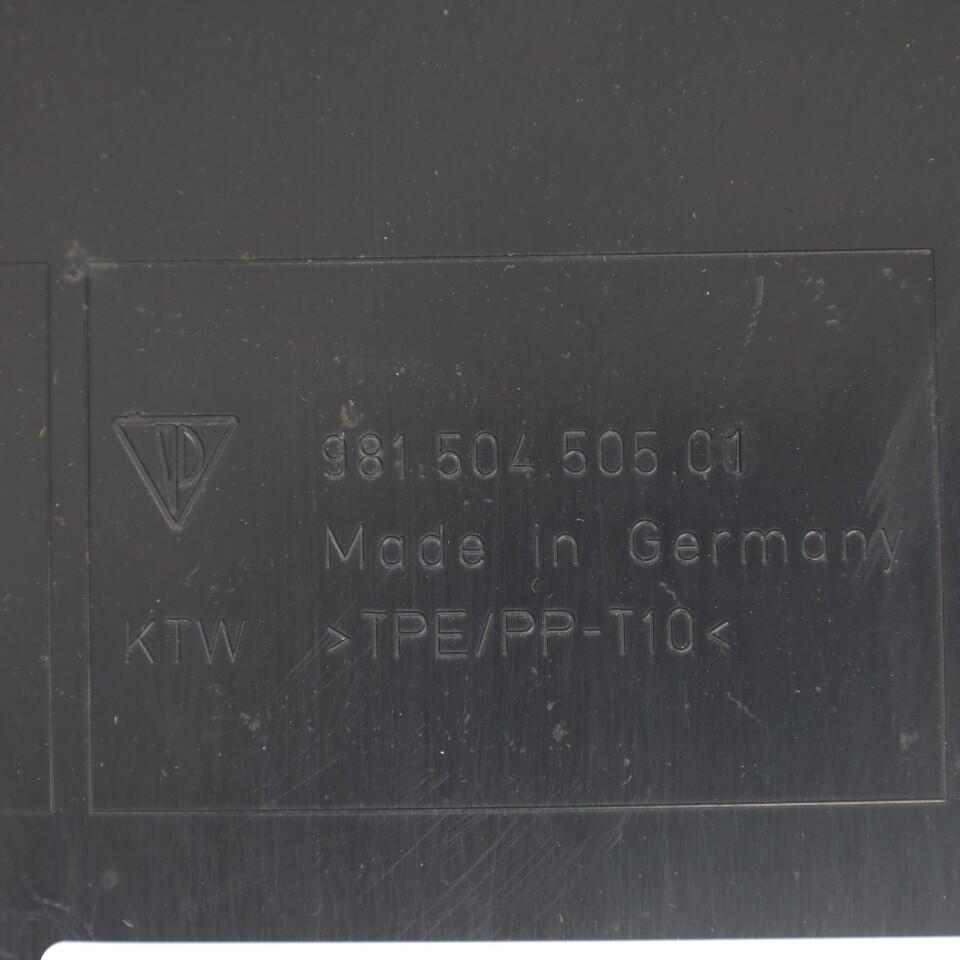 981.504.505.01
Made in Germany
KTW >TPE/PP-T10<